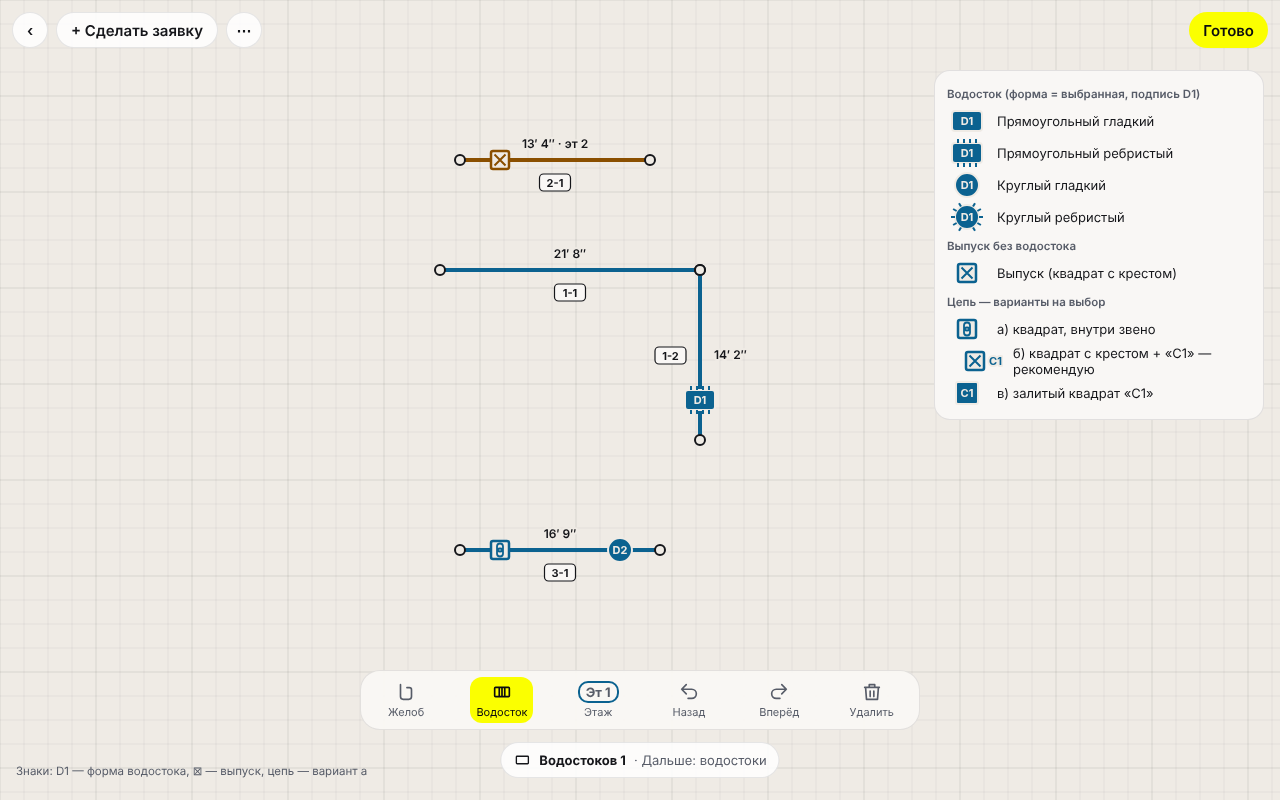 ‹
+ Сделать заявку
⋯
Готово
Водосток (форма = выбранная, подпись D1)
D1 Прямоугольный гладкий
D1 Прямоугольный ребристый
D1 Круглый гладкий
D1 Круглый ребристый
Выпуск без водостока
Выпуск (квадрат с крестом)
Цепь — варианты на выбор
а) квадрат, внутри звено
C1 б) квадрат с крестом + «C1» —
рекомендую
C1 в) залитый квадрат «C1»
13′ 4″ · эт 2
2-1
21′ 8″
1-1
1-2
14′ 2″
D1
16′ 9″
D2
3-1
Эт 1
Желоб
Водосток
Этаж
Назад
Вперёд
Удалить
Водостоков 1 · Дальше: водостоки
Знаки: D1 — форма водостока, ⊠ — выпуск, цепь — вариант а